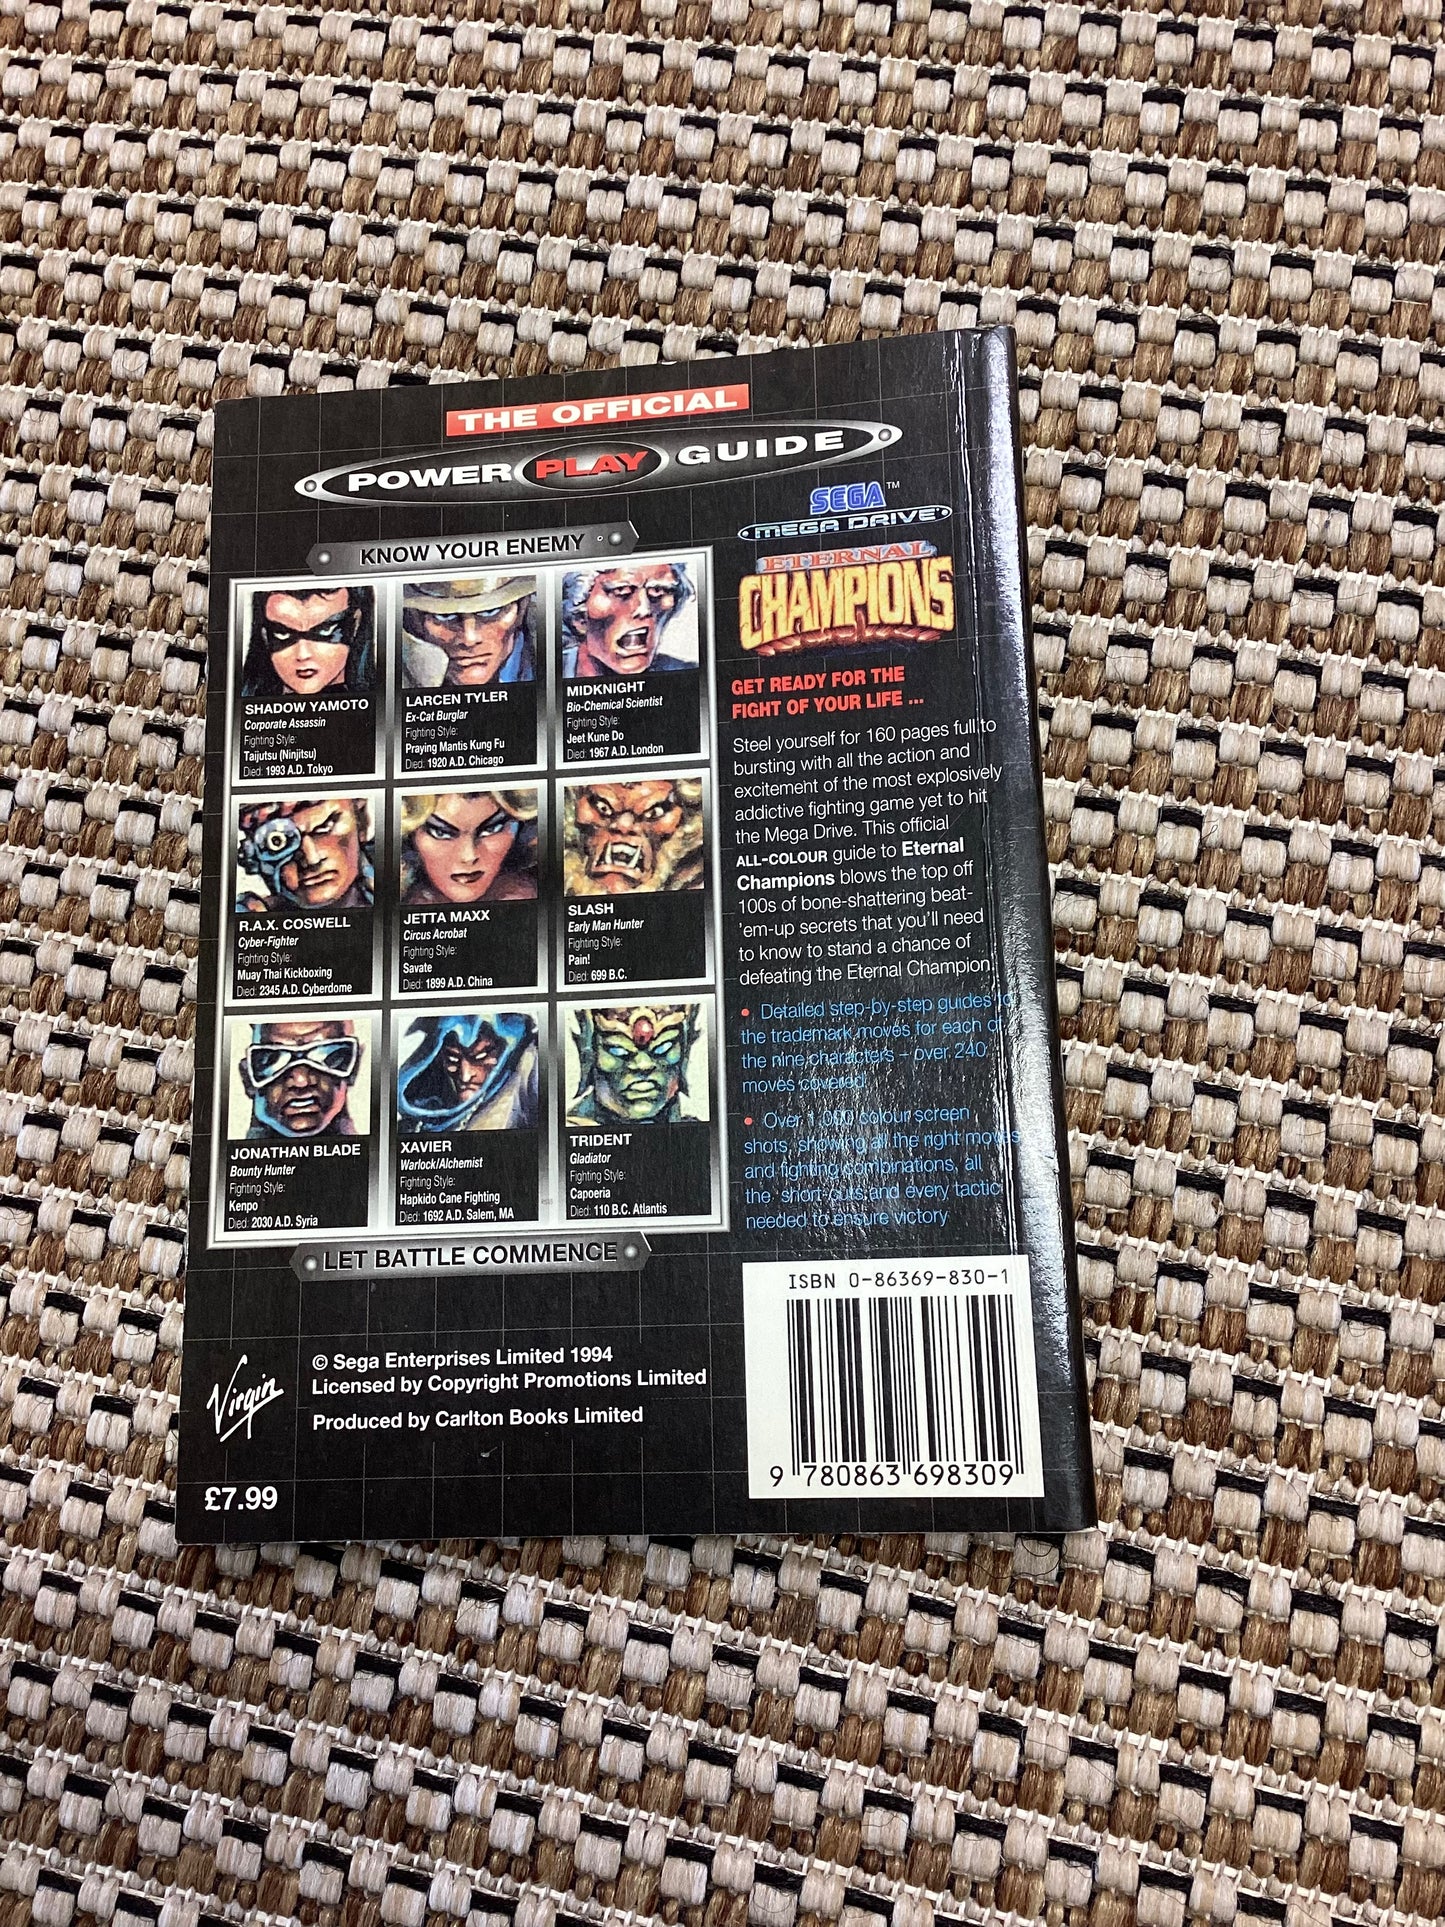 THE OFFICIAL
POWER PLAY GUIDE
KNOW YOUR ENEMY
SHADOW YAMOTO
Corporate Assassin
Fighting Style:
Taijutsu (Ninjitsu)
Died: 1993 A.D. Tokyo
LARCEN TYLER
Ex-Cat Burglar
Fighting Style:
Praying Mantis Kung Fu
Died: 1920 A.D. Chicago
MIDKNIGHT
Bio-Chemical Scientist
Fighting Style:
Jeet Kune Do
Died: 1967 A.D. London
R.A.X. COSWELL
Cyber-Fighter
Fighting Style:
Muay Thai Kickboxing
Died: 2345 A.D. Cyberdome
JETTA MAXX
Circus Acrobat
Fighting Style:
Savate
Died: 1899 A.D. China
SLASH
Early Man Hunter
Fighting Style:
Pain!
Died: 699 B.C.
JONATHAN BLADE
Bounty Hunter
Fighting Style:
Kenpo
Died: 2030 A.D. Syria
XAVIER
Warlock/Alchemist
Fighting Style:
Hapkido Cane Fighting
Died: 1692 A.D. Salem, MA
TRIDENT
Gladiator
Fighting Style:
Capoeria
Died: 110 B.C. Atlantis
LET BATTLE COMMENCE
SEGA™
MEGA DRIVE
ETERNAL
CHAMPIONS
GET READY FOR THE
FIGHT OF YOUR LIFE ...
Steel yourself for 160 pages full to
bursting with all the action and
excitement of the most explosively
addictive fighting game yet to hit
the Mega Drive. This official
ALL-COLOUR guide to Eternal
Champions blows the top off
100s of bone-shattering beat-
'em-up secrets that you'll need
to know to stand a chance of
defeating the Eternal Champion.
• Detailed step-by-step guides to
the trademark moves for each of
the nine characters – over 240
moves covered
• Over 1,000 colour screen
shots, showing all the right moves
and fighting combinations, all
the short-cuts and every tactic
needed to ensure victory
ISBN 0-86369-830-1
9 780863 698309
Virgin
© Sega Enterprises Limited 1994
Licensed by Copyright Promotions Limited
Produced by Carlton Books Limited
£7.99